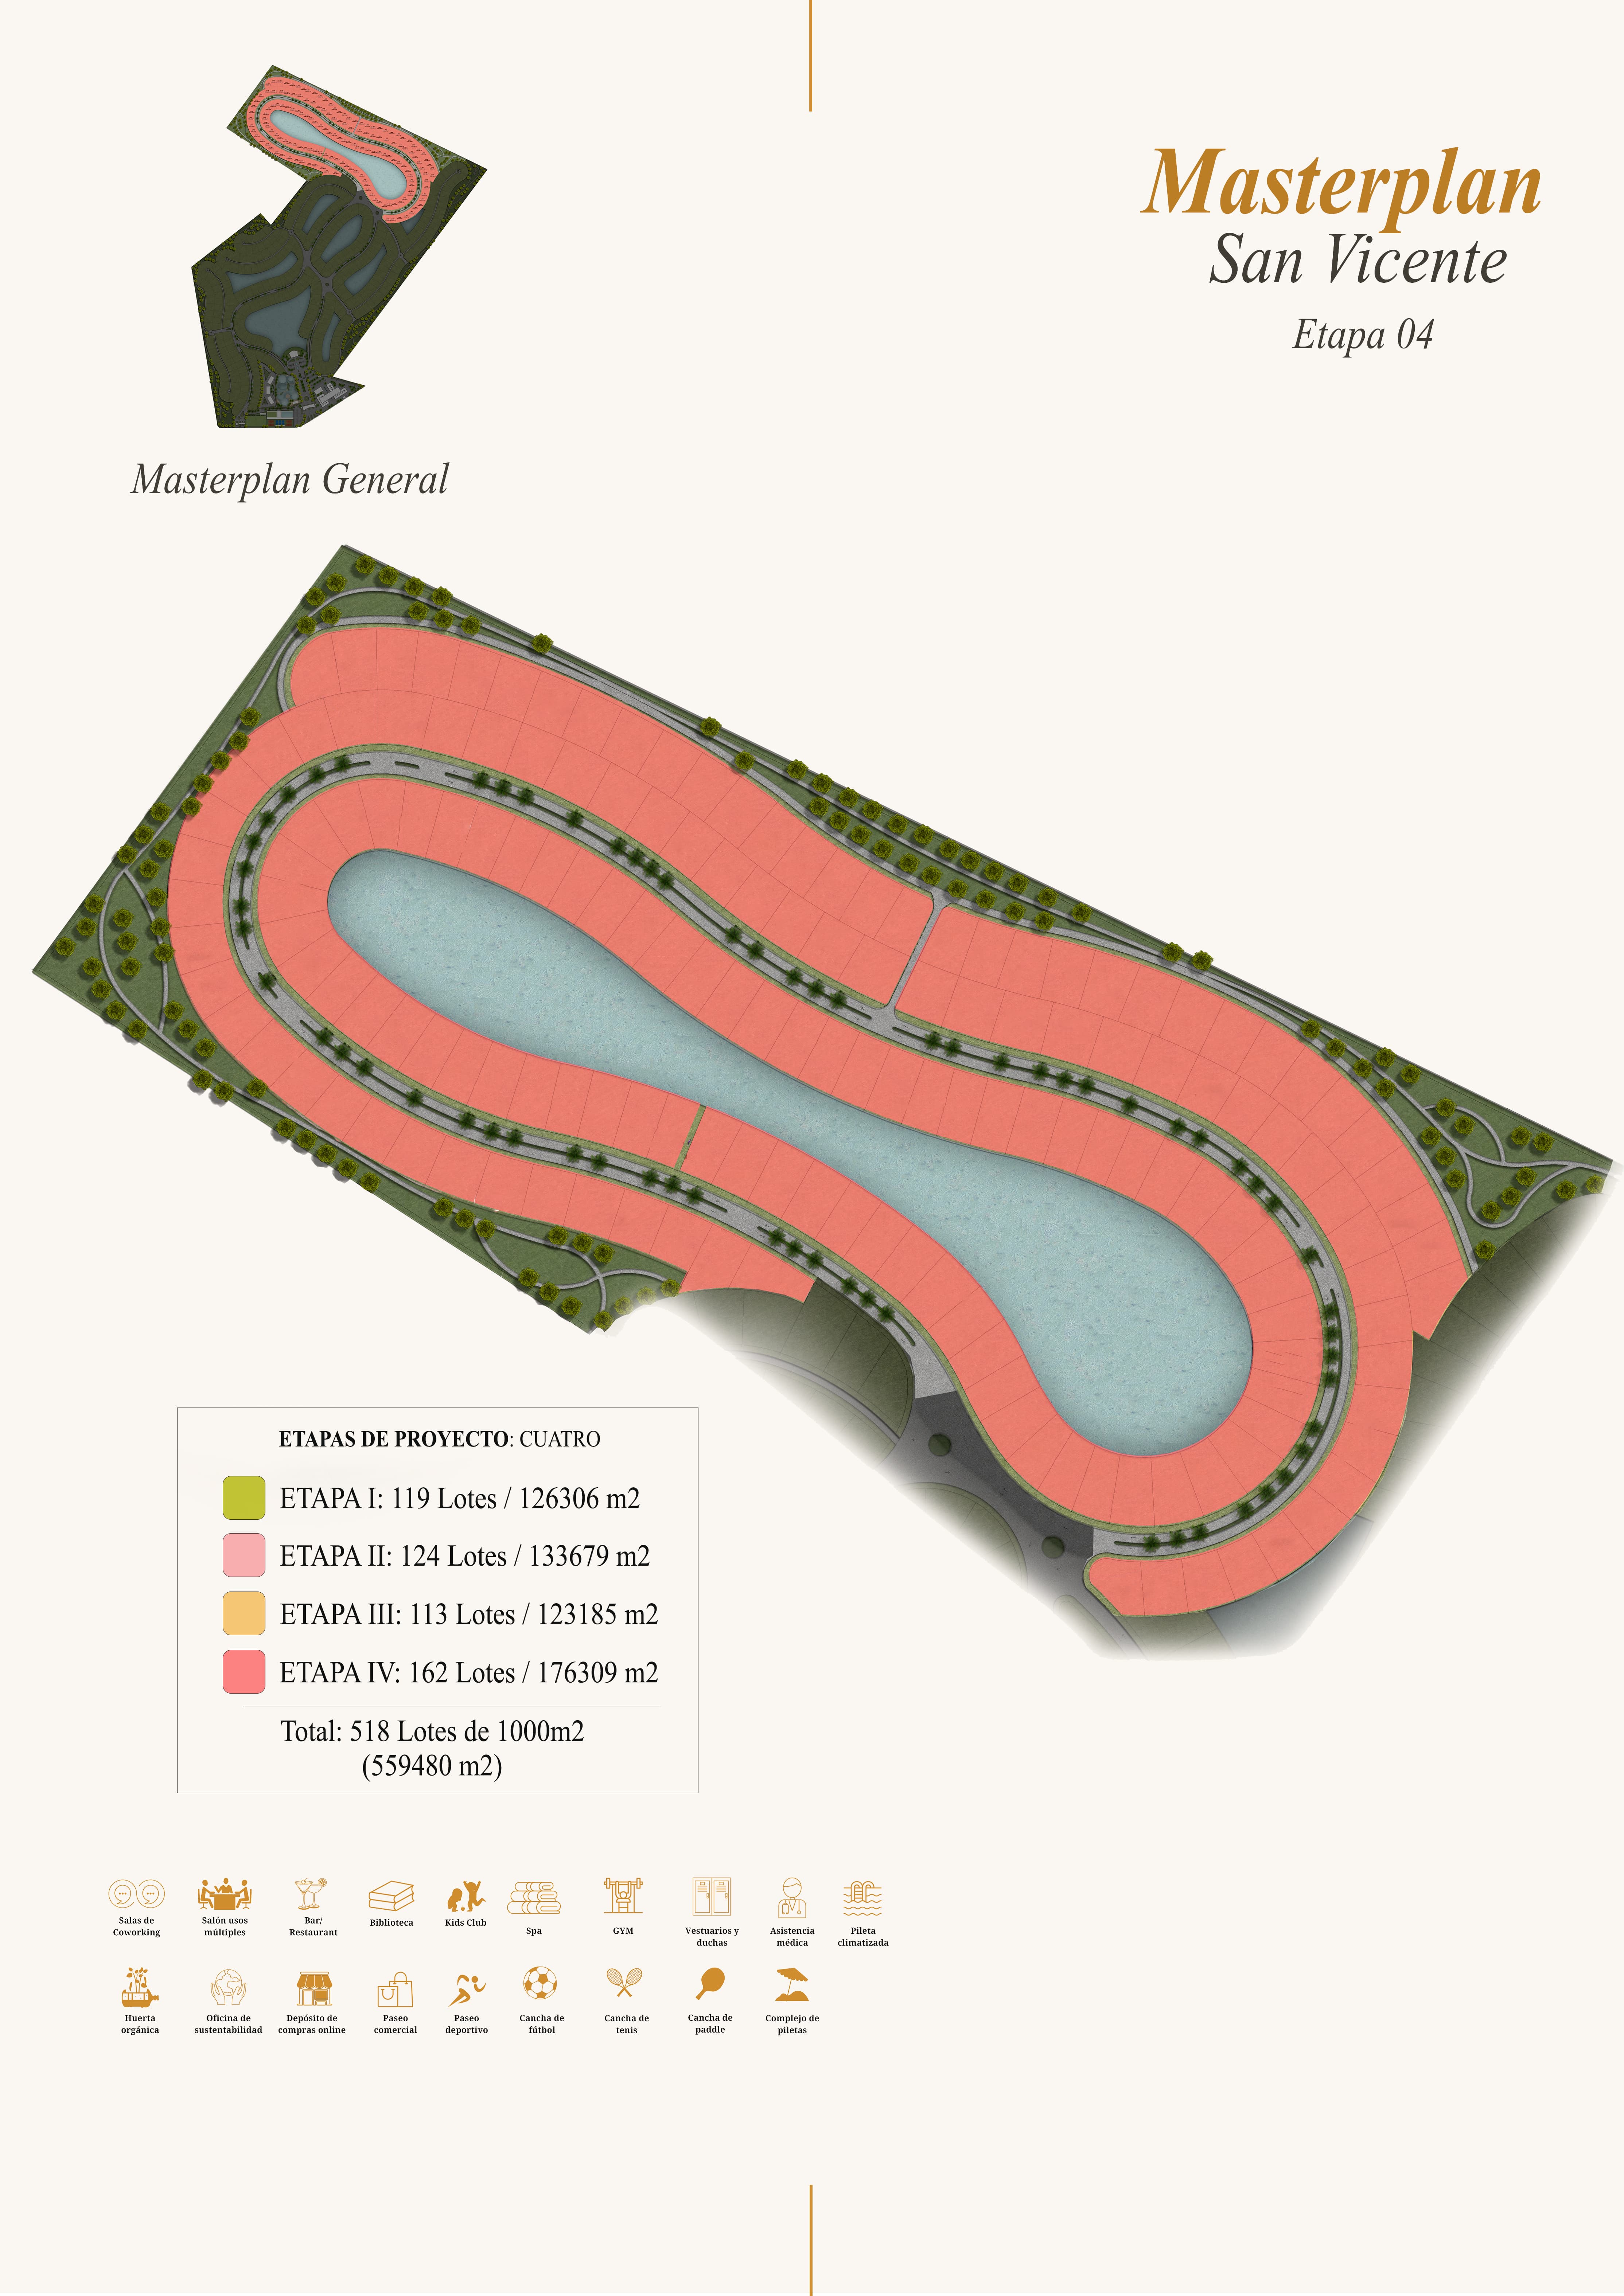 Masterplan
San Vicente
Etapa 04
Masterplan General
ETAPAS DE PROYECTO: CUATRO
ETAPA I: 119 Lotes / 126306 m2
ETAPA II: 124 Lotes / 133679 m2
ETAPA III: 113 Lotes / 123185 m2
ETAPA IV: 162 Lotes / 176309 m2
Total: 518 Lotes de 1000m2
(559480 m2)
Salas de
Coworking
Salón usos
múltiples
Bar/
Restaurant
Biblioteca
Kids Club
Spa
GYM
Vestuarios y
duchas
Asistencia
médica
Pileta
climatizada
Huerta
orgánica
Oficina de
sustentabilidad
Depósito de
compras online
Paseo
comercial
Paseo
deportivo
Cancha de
fútbol
Cancha de
tenis
Cancha de
paddle
Complejo de
piletas